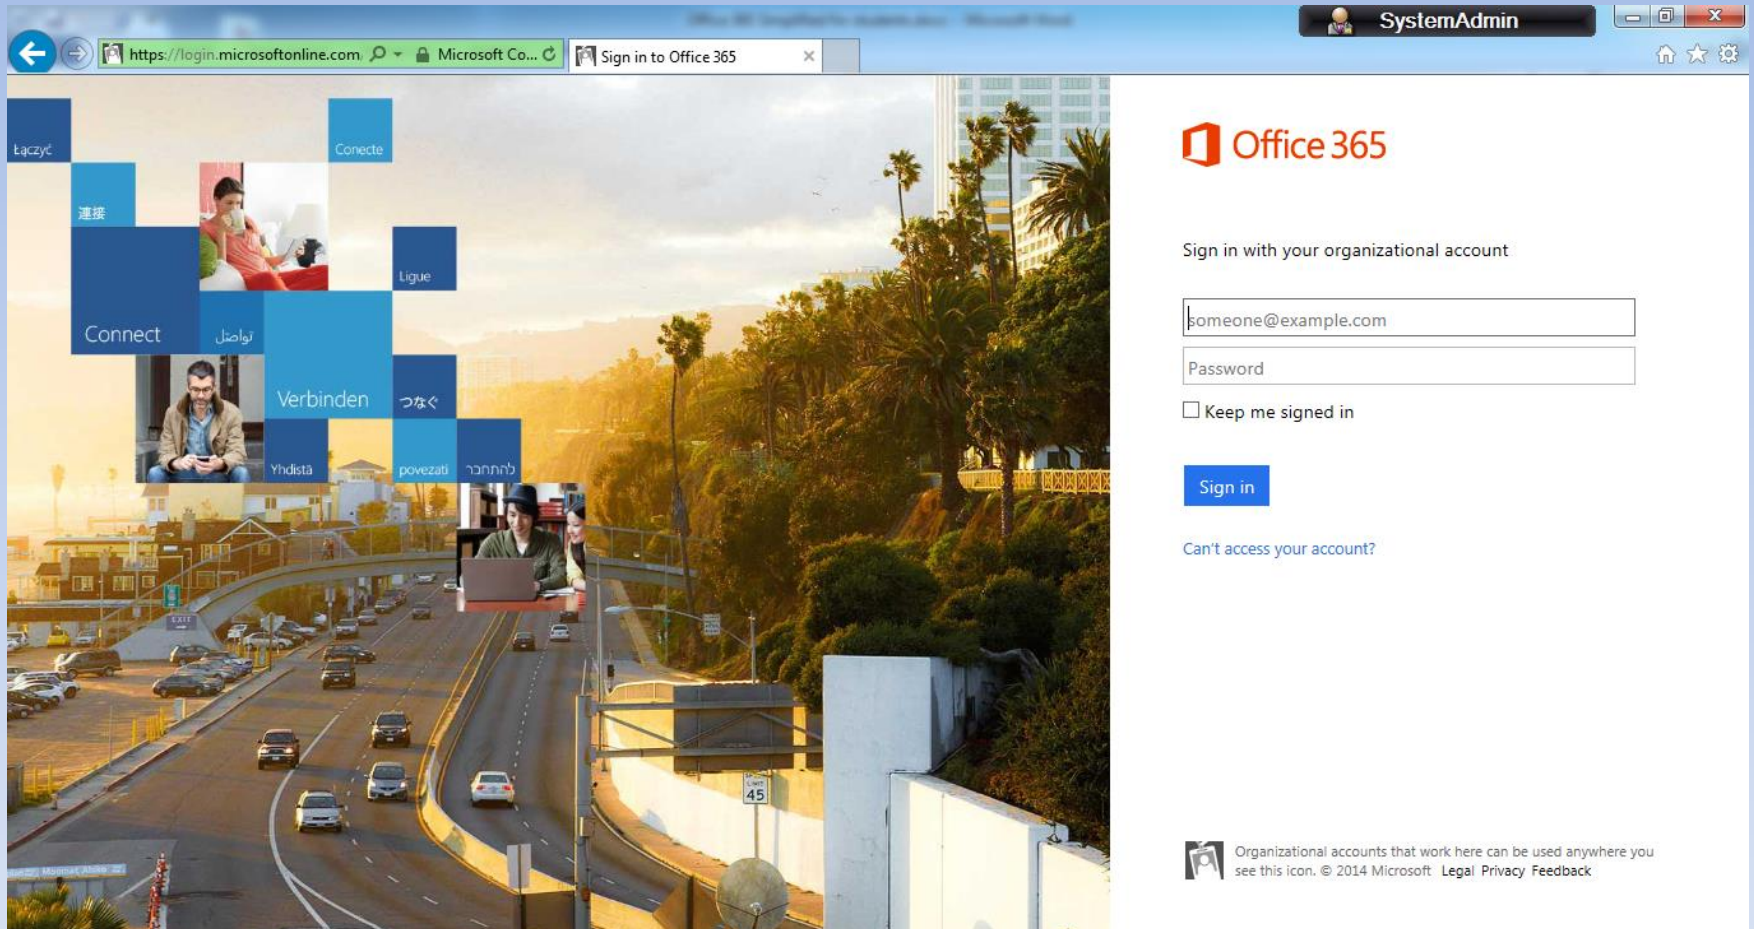 SystemAdmin
https://login.microsoftonline.com
Microsoft Co...
Sign in to Office 365
Łączyć
Conecte
連接
Ligue
Connect
تواصل
Verbinden
つなぐ
Yhdistä
povezati
להתחבר
EXIT
LIMIT
45
Office 365
Sign in with your organizational account
someone@example.com
Password
Keep me signed in
Sign in
Can't access your account?
Organizational accounts that work here can be used anywhere you
see this icon. © 2014 Microsoft Legal Privacy Feedback